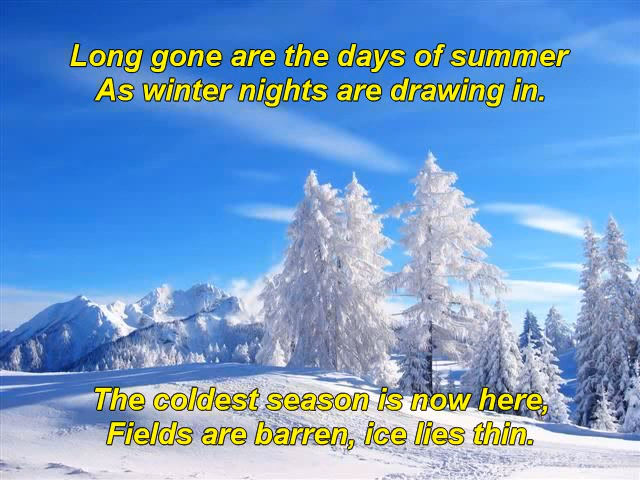 Long gone are the days of summer
As winter nights are drawing in.
The coldest season is now here,
Fields are barren, ice lies thin.